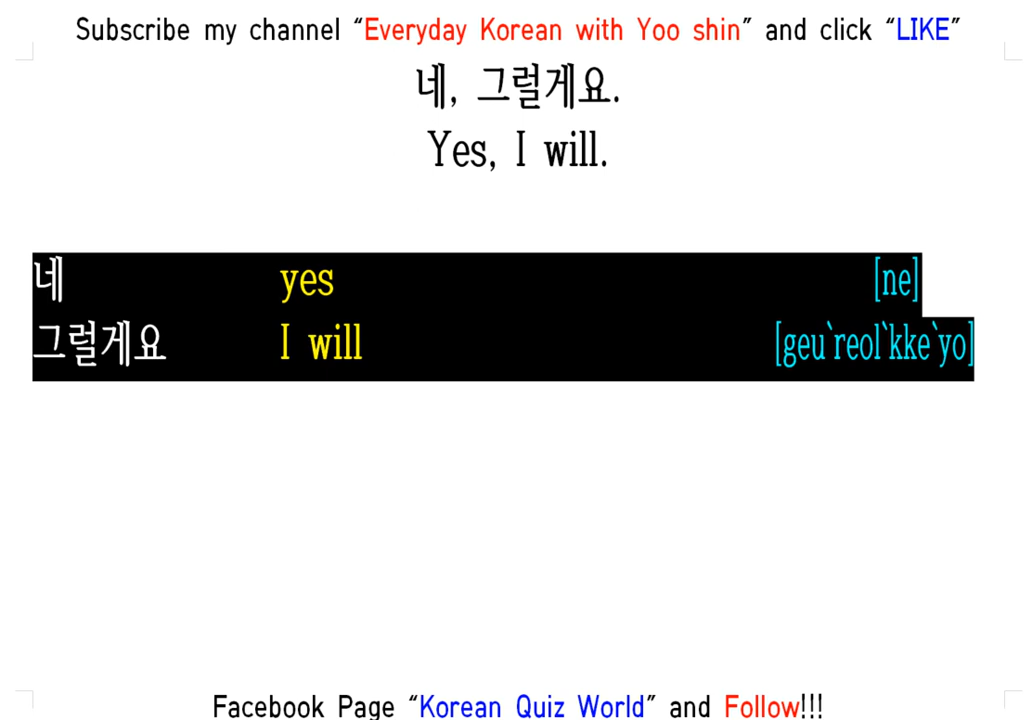 Subscribe my channel “Everyday Korean with Yoo shin” and click “LIKE”
네, 그럴게요.
Yes, I will.
네 yes [ne]
그럴게요 I will [geu`reol`kke`yo]
Facebook Page “Korean Quiz World” and Follow!!!